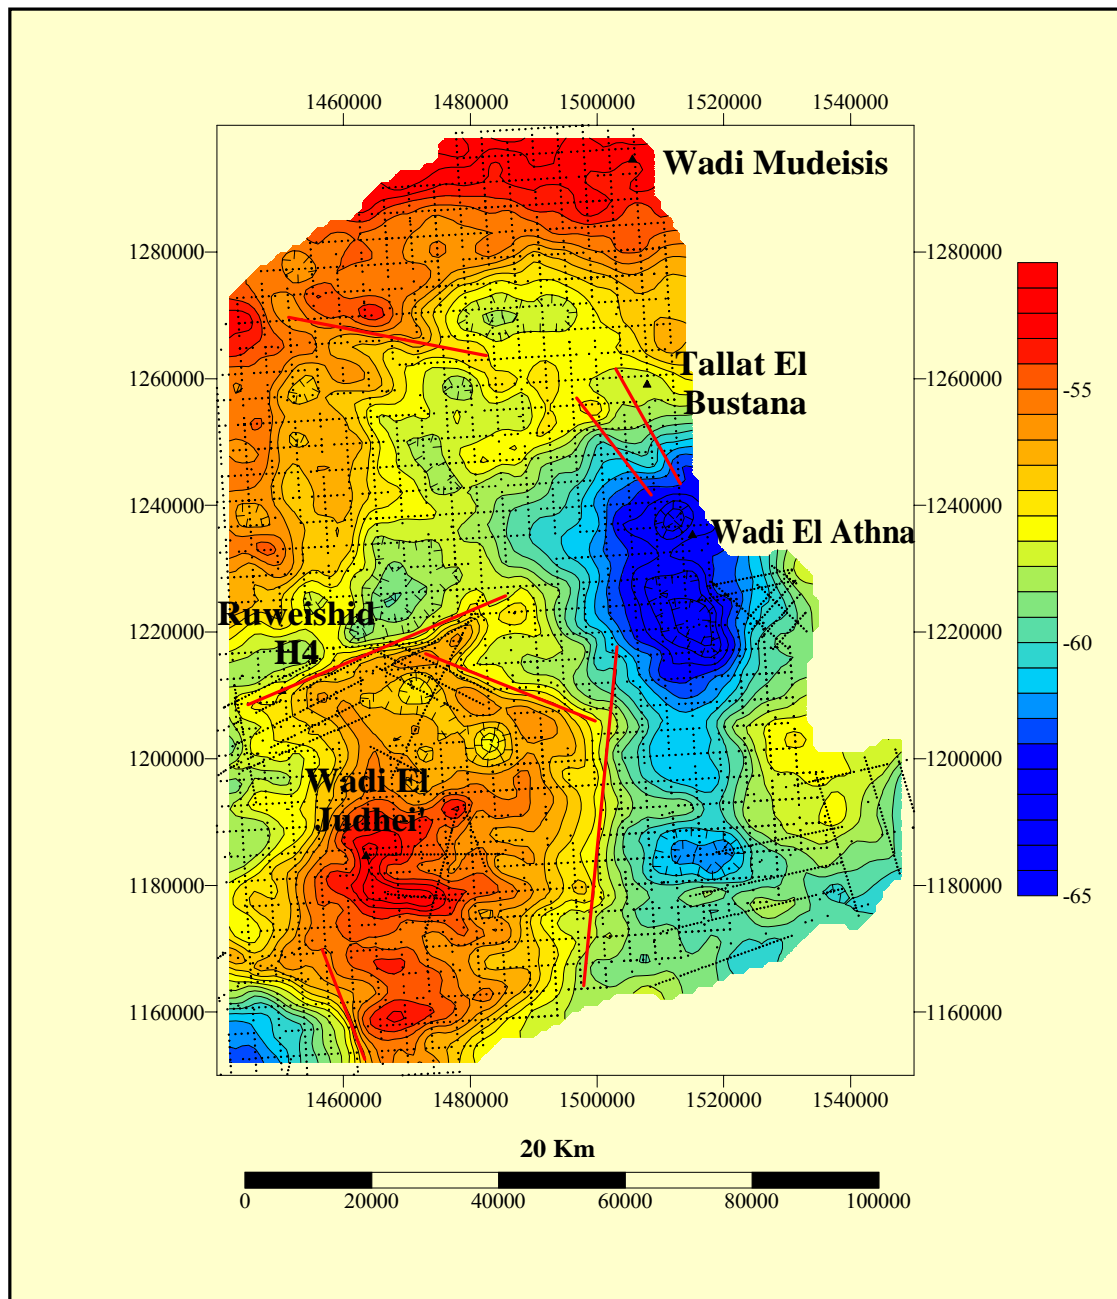 1460000 1480000 1500000 1520000 1540000
Wadi Mudeisis
1280000 1280000
1260000 1260000
Tallat El
Bustana
-55
1240000 1240000
Wadi El Athna
Ruweishid
H4
1220000 1220000
-60
1200000 1200000
Wadi El
Judhei'
1180000 1180000
-65
1160000 1160000
1460000 1480000 1500000 1520000 1540000
20 Km
0 20000 40000 60000 80000 100000